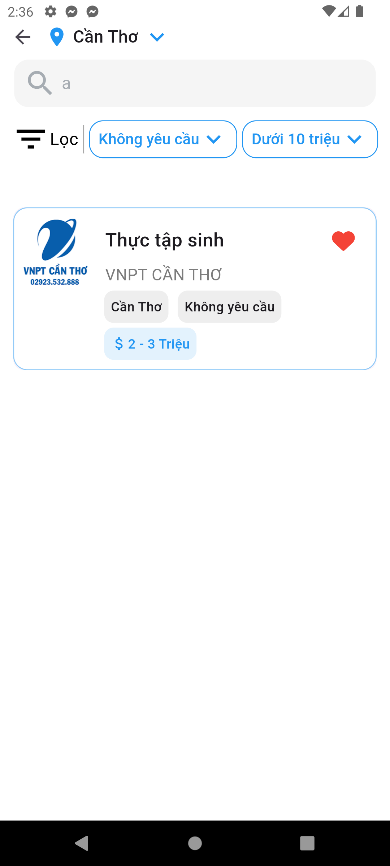 2:36
Cần Thơ
a
Lọc
Không yêu cầu
Dưới 10 triệu
Thực tập sinh
VNPT CẦN THƠ
VNPT CẦN THƠ
02923.532.888
Cần Thơ
Không yêu cầu
$ 2 - 3 Triệu